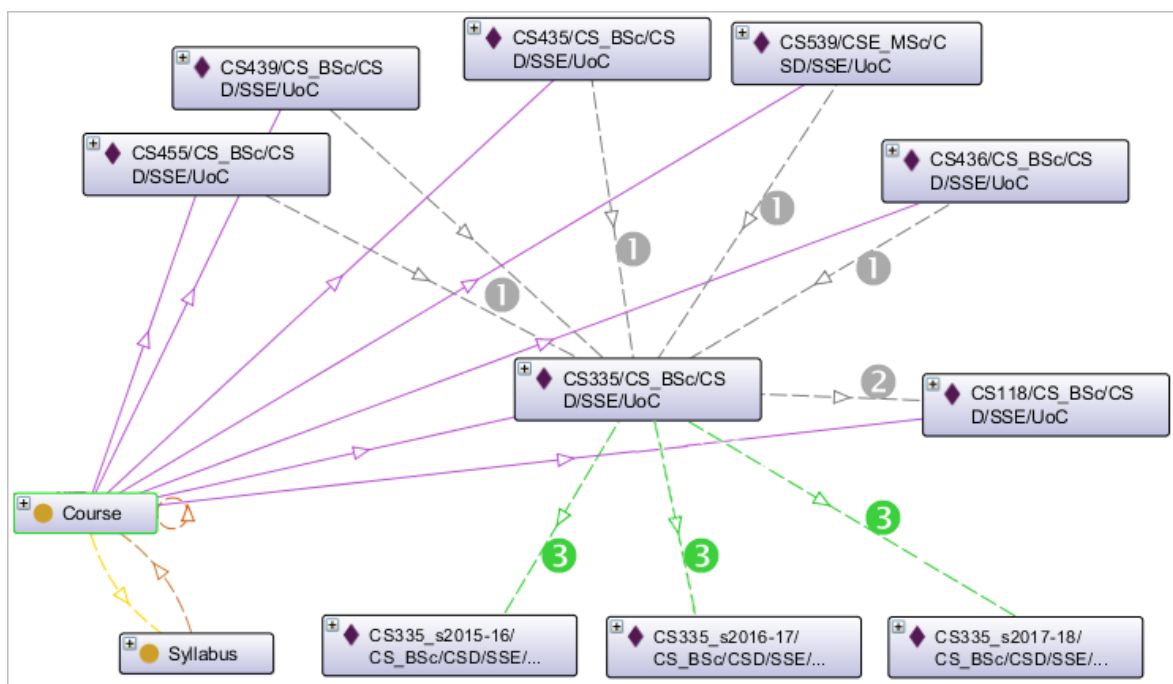 CS435/CS_BSc/CS
D/SSE/UoC
CS539/CSE_MSc/C
SD/SSE/UoC
CS439/CS_BSc/CS
D/SSE/UoC
CS455/CS_BSc/CS
D/SSE/UoC
CS436/CS_BSc/CS
D/SSE/UoC
1
1
1
1
CS335/CS_BSc/CS
D/SSE/UoC
2
CS118/CS_BSc/CS
D/SSE/UoC
Course
3
3
3
Syllabus
CS335_s2015-16/
CS_BSc/CSD/SSE/...
CS335_s2016-17/
CS_BSc/CSD/SSE/...
CS335_s2017-18/
CS_BSc/CSD/SSE/...